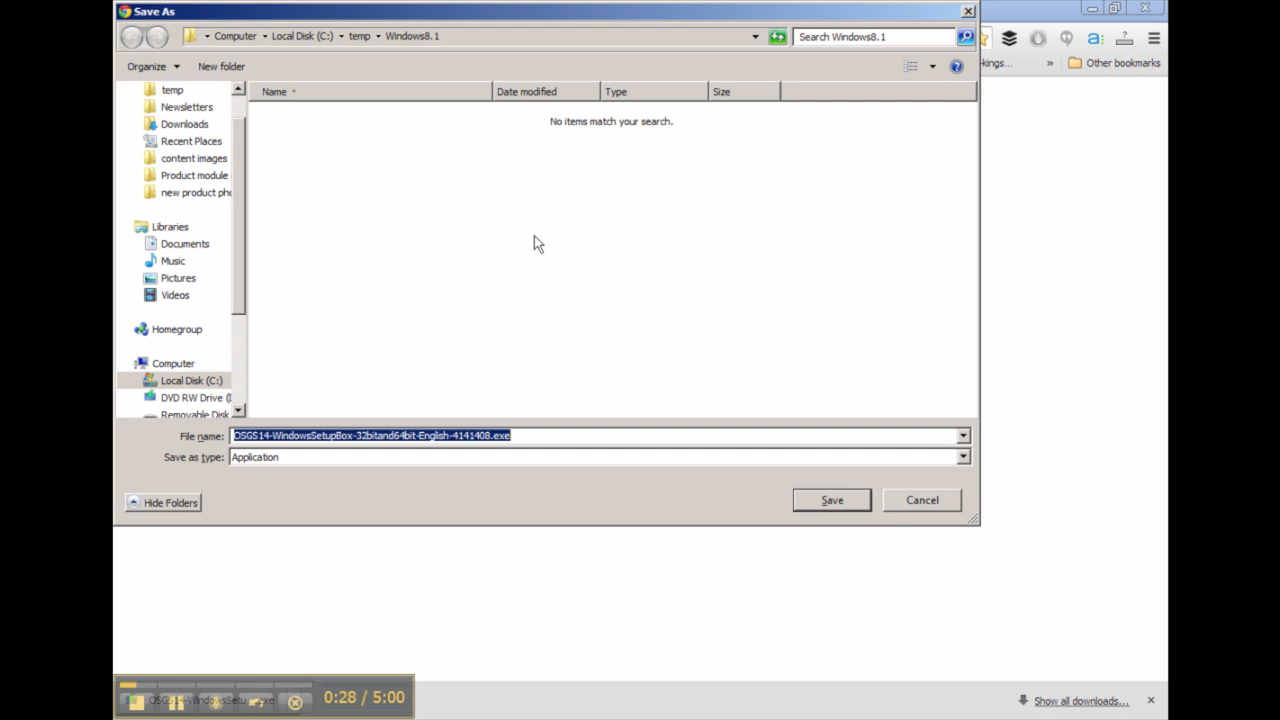 Save As
Computer Local Disk (C:) temp Windows8.1
Search Windows8.1
Organize New folder
kings...
» Other bookmarks
temp
Newsletters
Downloads
Recent Places
content images
Product module
new product pho
Libraries
Documents
Music
Pictures
Videos
Homegroup
Computer
Local Disk (C:)
DVD RW Drive (
Removable Disk
Name Date modified Type Size
No items match your search.
File name: OSGS14-WindowsSetupBox-32bitand64bit-English-4141408.exe
Save as type: Application
Hide Folders
Save Cancel
0:28 / 5:00
Show all downloads...